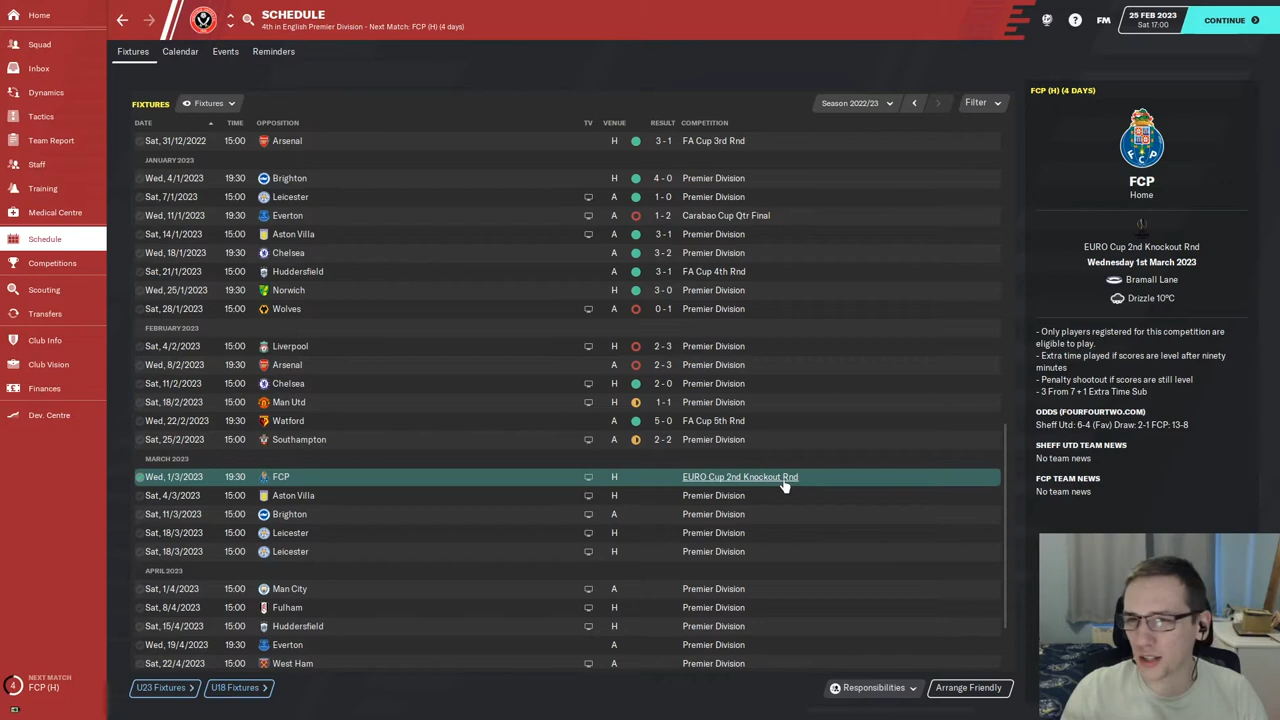 Home
SCHEDULE
4th in English Premier Division - Next Match: FCP (H) (4 days)
FM
25 FEB 2023
Sat 17:00
CONTINUE
Squad
Inbox
Dynamics
Tactics
Team Report
Staff
Training
Medical Centre
Schedule
Competitions
Scouting
Transfers
Club Info
Club Vision
Finances
Dev. Centre
NEXT MATCH
4 FCP (H)
Fixtures Calendar Events Reminders
FIXTURES Fixtures Season 2022/23 Filter
DATE TIME OPPOSITION TV VENUE RESULT COMPETITION
Sat, 31/12/2022 15:00 Arsenal H 3 - 1 FA Cup 3rd Rnd
JANUARY 2023
Wed, 4/1/2023 19:30 Brighton H 4 - 0 Premier Division
Sat, 7/1/2023 15:00 Leicester A 1 - 0 Premier Division
Wed, 11/1/2023 19:30 Everton A 1 - 2 Carabao Cup Qtr Final
Sat, 14/1/2023 15:00 Aston Villa A 3 - 1 Premier Division
Wed, 18/1/2023 19:30 Chelsea A 3 - 2 Premier Division
Sat, 21/1/2023 15:00 Huddersfield A 3 - 1 FA Cup 4th Rnd
Wed, 25/1/2023 19:30 Norwich H 3 - 0 Premier Division
Sat, 28/1/2023 15:00 Wolves A 0 - 1 Premier Division
FEBRUARY 2023
Sat, 4/2/2023 15:00 Liverpool H 2 - 3 Premier Division
Wed, 8/2/2023 19:30 Arsenal A 2 - 3 Premier Division
Sat, 11/2/2023 15:00 Chelsea H 2 - 0 Premier Division
Sat, 18/2/2023 15:00 Man Utd H 1 - 1 Premier Division
Wed, 22/2/2023 19:30 Watford A 5 - 0 FA Cup 5th Rnd
Sat, 25/2/2023 15:00 Southampton A 2 - 2 Premier Division
MARCH 2023
Wed, 1/3/2023 19:30 FCP H EURO Cup 2nd Knockout Rnd
Sat, 4/3/2023 15:00 Aston Villa H Premier Division
Sat, 11/3/2023 15:00 Brighton A Premier Division
Sat, 18/3/2023 15:00 Leicester H Premier Division
Sat, 18/3/2023 15:00 Leicester H Premier Division
APRIL 2023
Sat, 1/4/2023 15:00 Man City A Premier Division
Sat, 8/4/2023 15:00 Fulham H Premier Division
Sat, 15/4/2023 15:00 Huddersfield H Premier Division
Wed, 19/4/2023 19:30 Everton A Premier Division
Sat, 22/4/2023 15:00 West Ham A Premier Division
U23 Fixtures U18 Fixtures Responsibilities Arrange Friendly
FCP (H) (4 DAYS)
FCP
Home
EURO Cup 2nd Knockout Rnd
Wednesday 1st March 2023
Bramall Lane
Drizzle 10ºC
- Only players registered for this competition are
eligible to play.
- Extra time played if scores are level after ninety
minutes
- Penalty shootout if scores are still level
- 3 From 7 + 1 Extra Time Sub
ODDS (FOURFOURTWO.COM)
Sheff Utd: 6-4 (Fav) Draw: 2-1 FCP: 13-8
SHEFF UTD TEAM NEWS
No team news
FCP TEAM NEWS
No team news